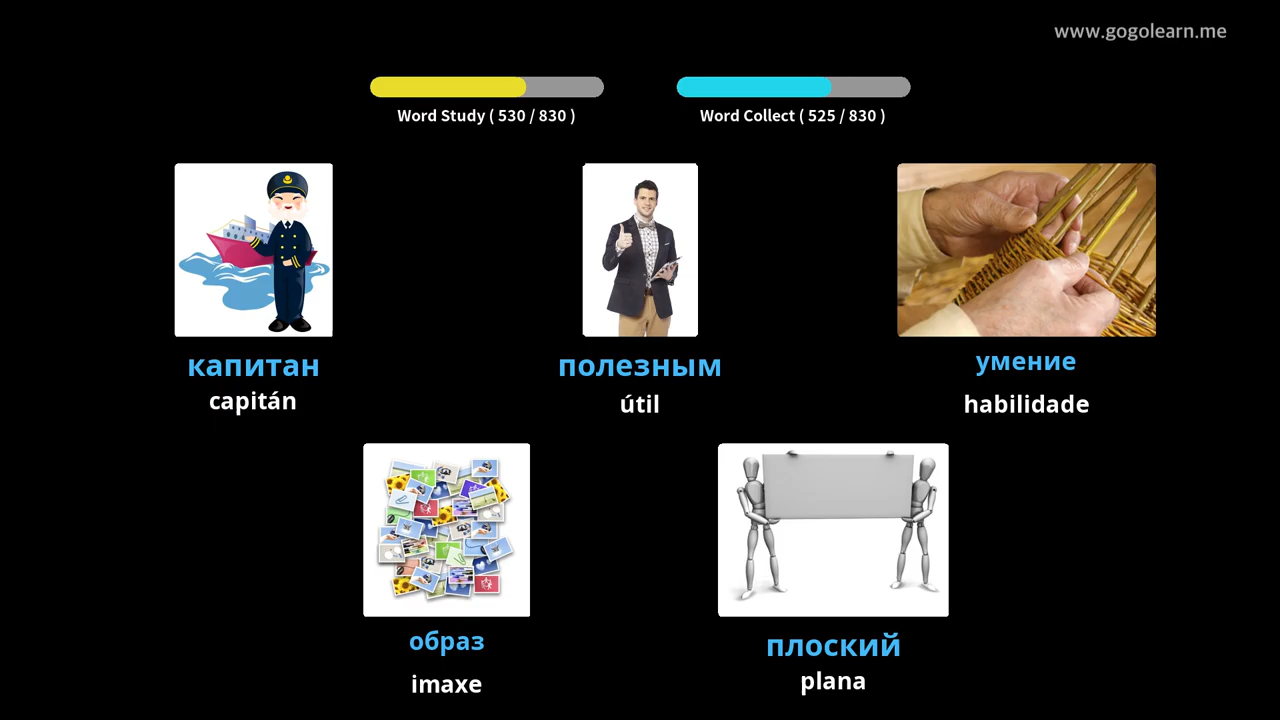 www.gogolearn.me
Word Study ( 530 / 830 )
Word Collect ( 525 / 830 )
капитан
capitán
полезным
útil
умение
habilidade
образ
imaxe
плоский
plana